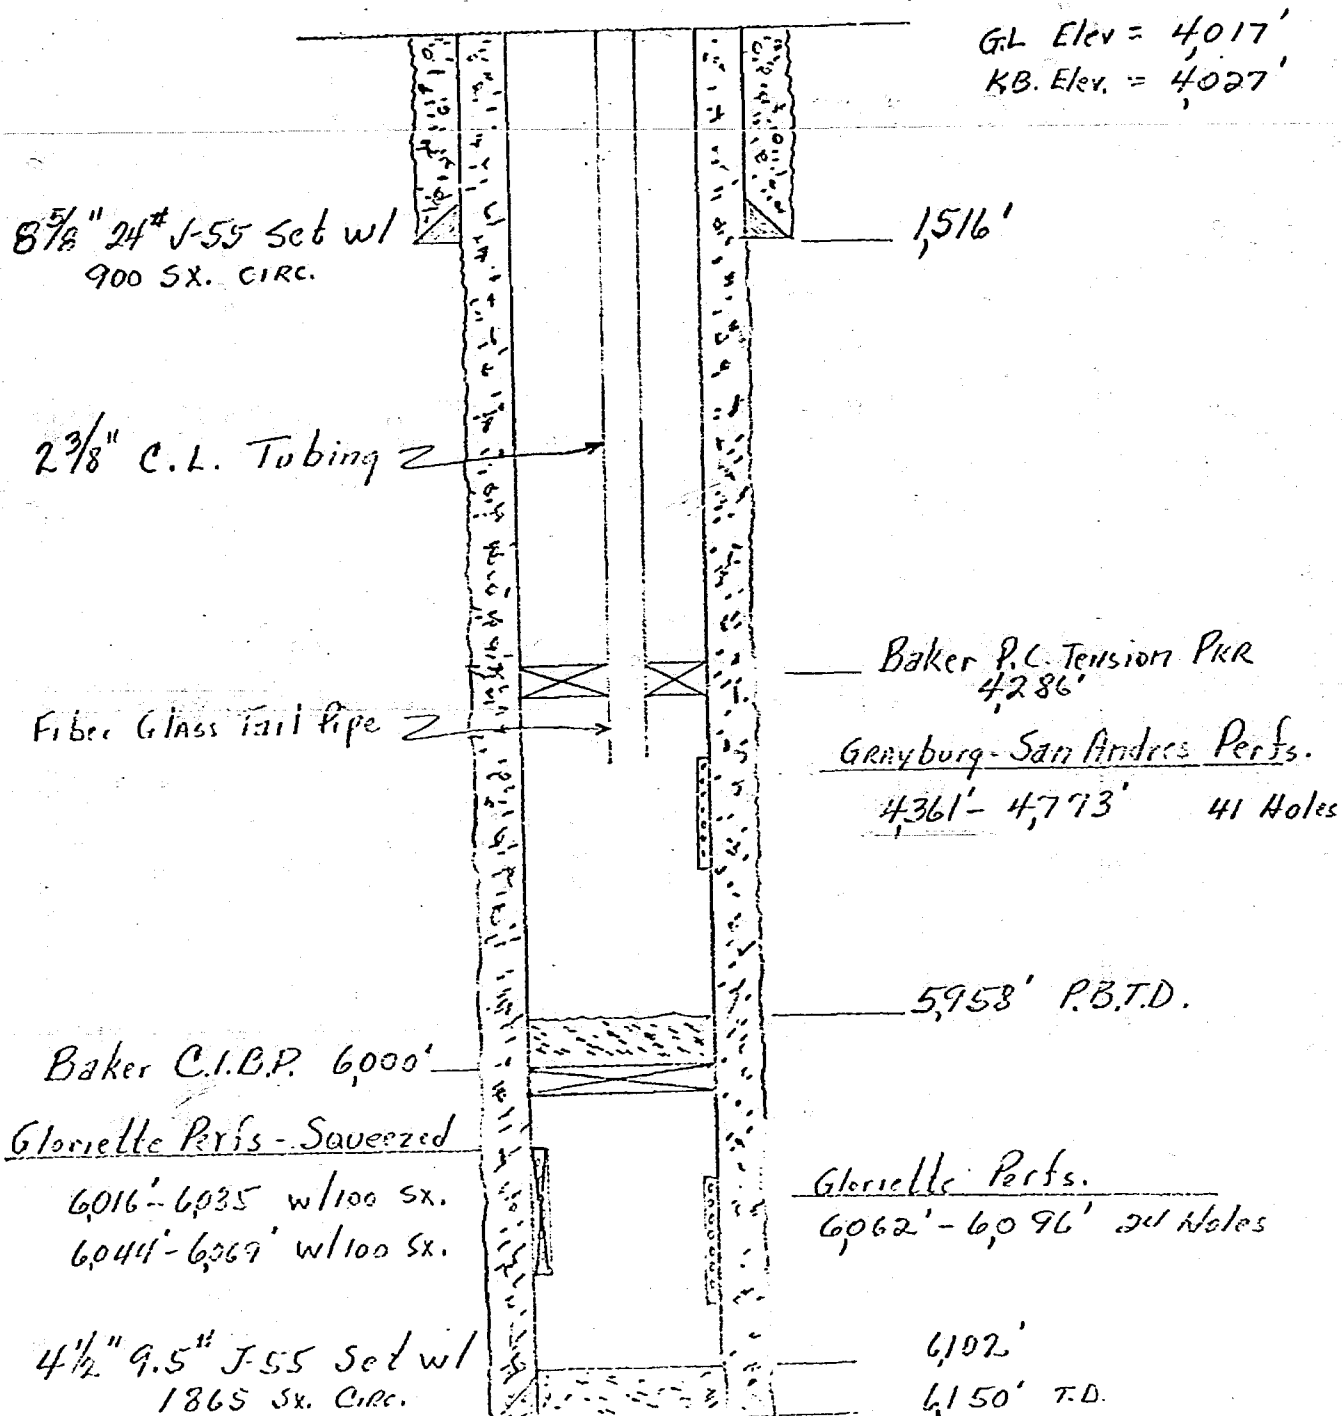 G.L Elev = 4,017'
K.B. Elev. = 4,027'
8 5/8" 24# J-55 Set w/
900 SX. CIRC.
1,516'
2 3/8" C.L. Tubing
Baker P.C. Tension PKR
4,286'
Fiber Glass Tail Pipe
Grayburg-San Andres Perfs.
4,361'- 4,773' 41 Holes
5,958' P.B.T.D.
Baker C.I.B.P. 6,000'
Gloriette Perfs - Squeezed
6,016'- 6,035 w/100 sx.
6,044'- 6,069' w/100 sx.
Gloriette Perfs.
6,062'- 6,096' 24 Holes
4 1/2" 9.5# J-55 Set w/
1865 Sx. Circ.
6,102'
6,150' T.D.